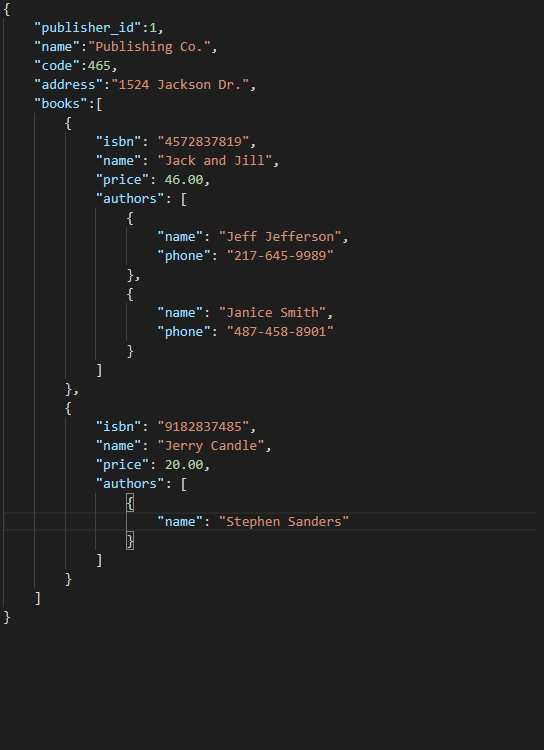 {
    "publisher_id":1,
    "name":"Publishing Co.",
    "code":465,
    "address":"1524 Jackson Dr.",
    "books":[
        {
            "isbn": "4572837819",
            "name": "Jack and Jill",
            "price": 46.00,
            "authors": [
                {
                    "name": "Jeff Jefferson",
                    "phone": "217-645-9989"
                },
                {
                    "name": "Janice Smith",
                    "phone": "487-458-8901"
                }
            ]
        },
        {
            "isbn": "9182837485",
            "name": "Jerry Candle",
            "price": 20.00,
            "authors": [
                {
                    "name": "Stephen Sanders"
                }
            ]
        }
    ]
}